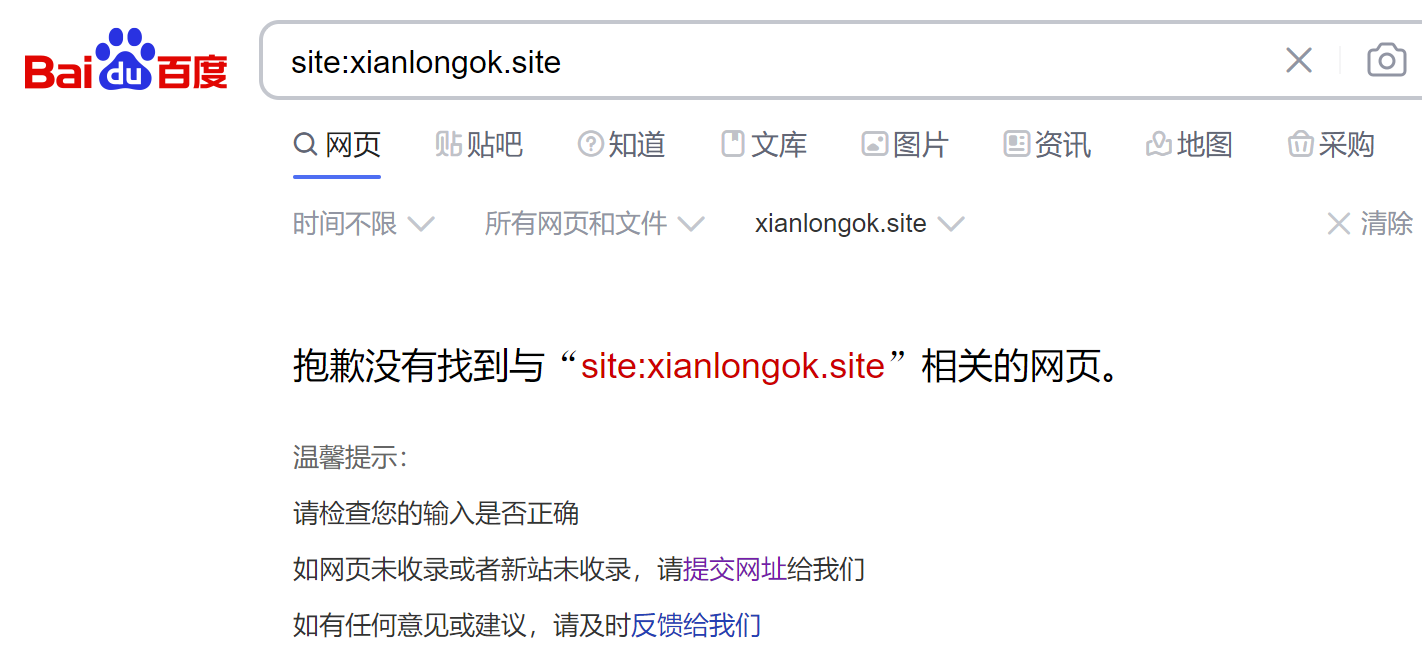 Bai du 百度 site:xianlongok.site
网页 贴 贴吧 知道 文库 图片 资讯 地图 采购
时间不限 所有网页和文件 xianlongok.site 清除
抱歉没有找到与“site:xianlongok.site”相关的网页。
温馨提示：
请检查您的输入是否正确
如网页未收录或者新站未收录，请提交网址给我们
如有任何意见或建议，请及时反馈给我们